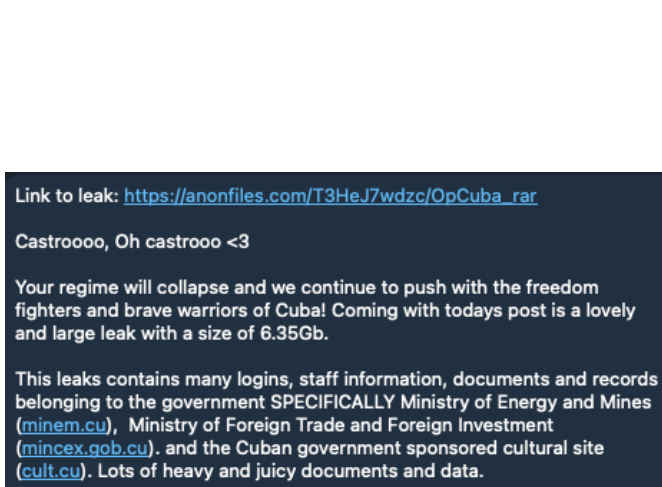 Link to leak: https://anonfiles.com/T3HeJ7wdzc/OpCuba_rar
Castroooo, Oh castrooo <3
Your regime will collapse and we continue to push with the freedom
fighters and brave warriors of Cuba! Coming with todays post is a lovely
and large leak with a size of 6.35Gb.
This leaks contains many logins, staff information, documents and records
belonging to the government SPECIFICALLY Ministry of Energy and Mines
(minem.cu),  Ministry of Foreign Trade and Foreign Investment
(mincex.gob.cu). and the Cuban government sponsored cultural site
(cult.cu). Lots of heavy and juicy documents and data.